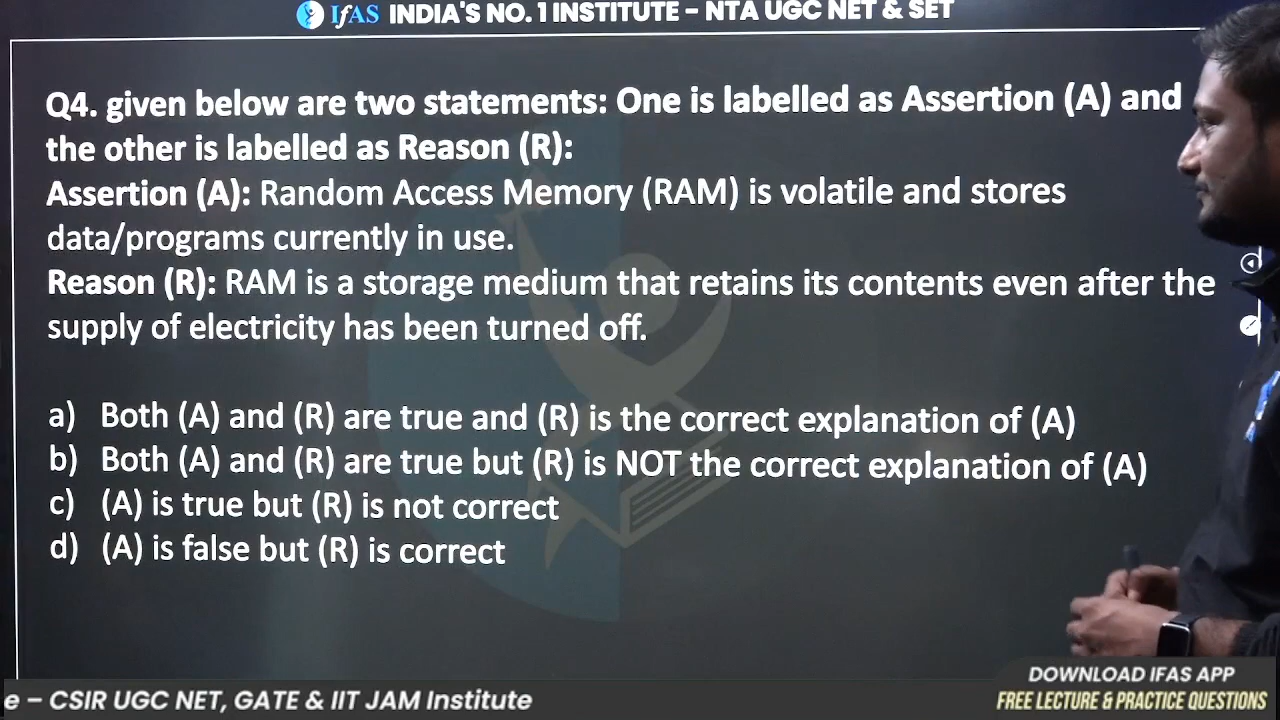 IfAS INDIA'S NO. 1 INSTITUTE – NTA UGC NET & SET
Q4. given below are two statements: One is labelled as Assertion (A) and
the other is labelled as Reason (R):
Assertion (A): Random Access Memory (RAM) is volatile and stores
data/programs currently in use.
Reason (R): RAM is a storage medium that retains its contents even after the
supply of electricity has been turned off.
a) Both (A) and (R) are true and (R) is the correct explanation of (A)
b) Both (A) and (R) are true but (R) is NOT the correct explanation of (A)
c) (A) is true but (R) is not correct
d) (A) is false but (R) is correct
e – CSIR UGC NET, GATE & IIT JAM Institute
DOWNLOAD IFAS APP
FREE LECTURE & PRACTICE QUESTIONS